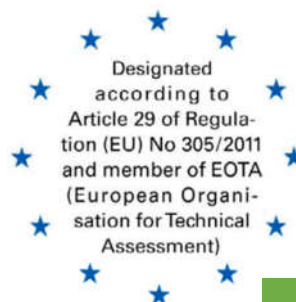 Designated
according to
Article 29 of Regula-
tion (EU) No 305/2011
and member of EOTA
(European Organi-
sation for Technical
Assessment)